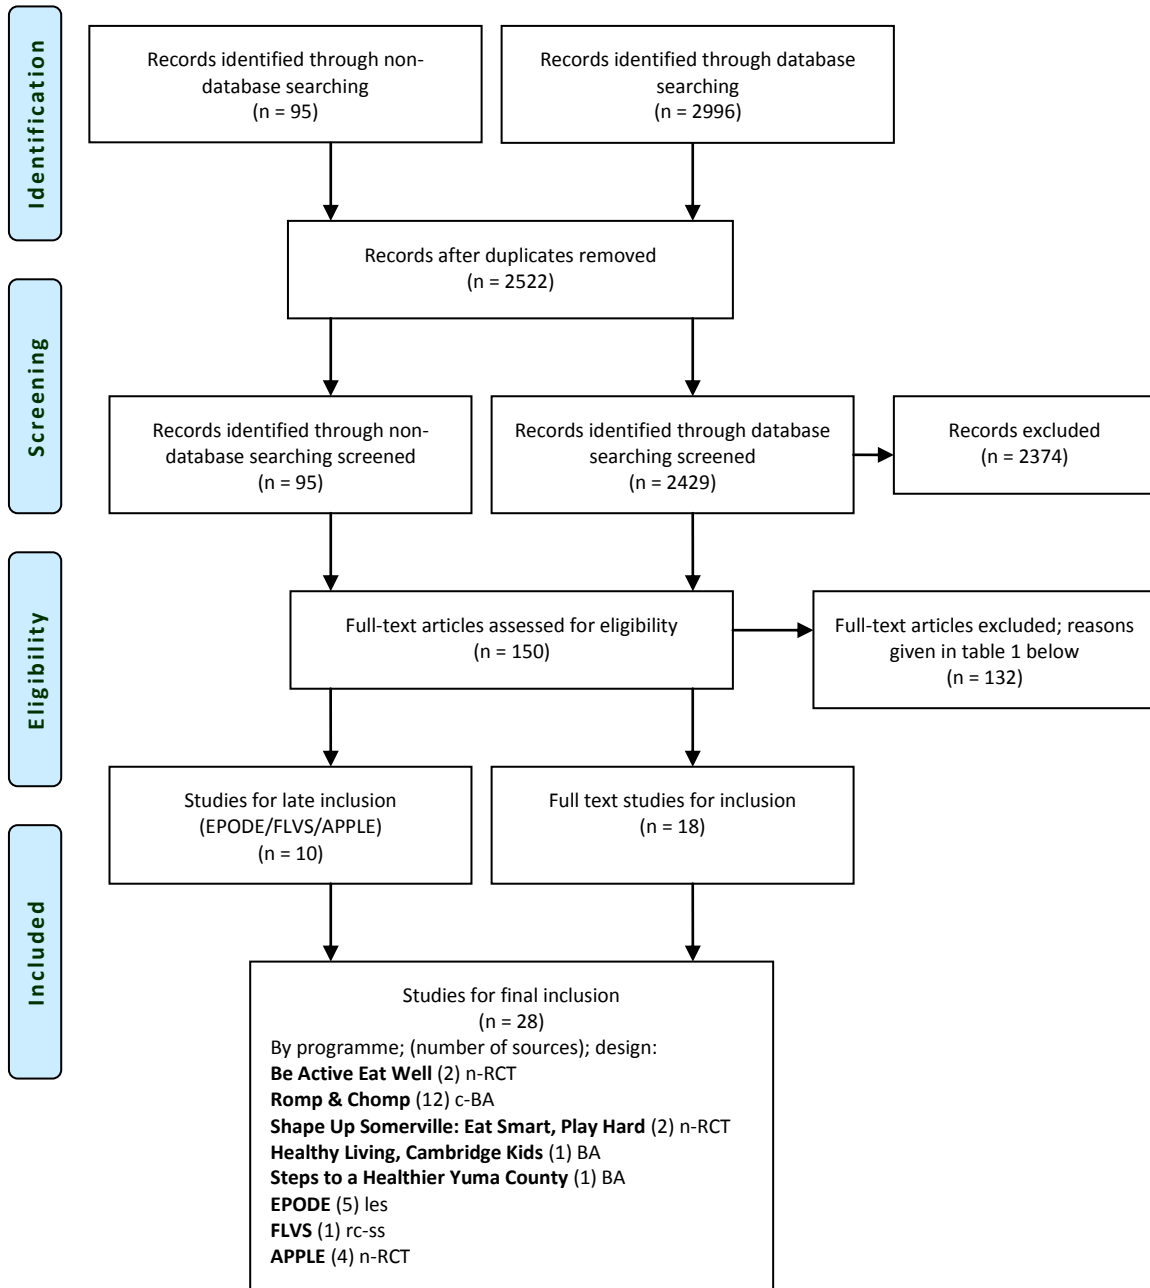 Identification
Records identified through non-
database searching
(n = 95)
Records identified through database
searching
(n = 2996)
Records after duplicates removed
(n = 2522)
Screening
Records identified through non-
database searching screened
(n = 95)
Records identified through database
searching screened
(n = 2429)
Records excluded
(n = 2374)
Eligibility
Full-text articles assessed for eligibility
(n = 150)
Full-text articles excluded; reasons
given in table 1 below
(n = 132)
Studies for late inclusion
(EPODE/FLVS/APPLE)
(n = 10)
Full text studies for inclusion
(n = 18)
Included
Studies for final inclusion
(n = 28)
By programme; (number of sources); design:
Be Active Eat Well (2) n-RCT
Romp & Chomp (12) c-BA
Shape Up Somerville: Eat Smart, Play Hard (2) n-RCT
Healthy Living, Cambridge Kids (1) BA
Steps to a Healthier Yuma County (1) BA
EPODE (5) les
FLVS (1) rc-ss
APPLE (4) n-RCT